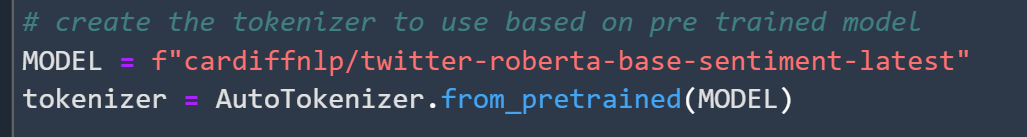 # create the tokenizer to use based on pre trained model
MODEL = f"cardiffnlp/twitter-roberta-base-sentiment-latest"
tokenizer = AutoTokenizer.from_pretrained(MODEL)